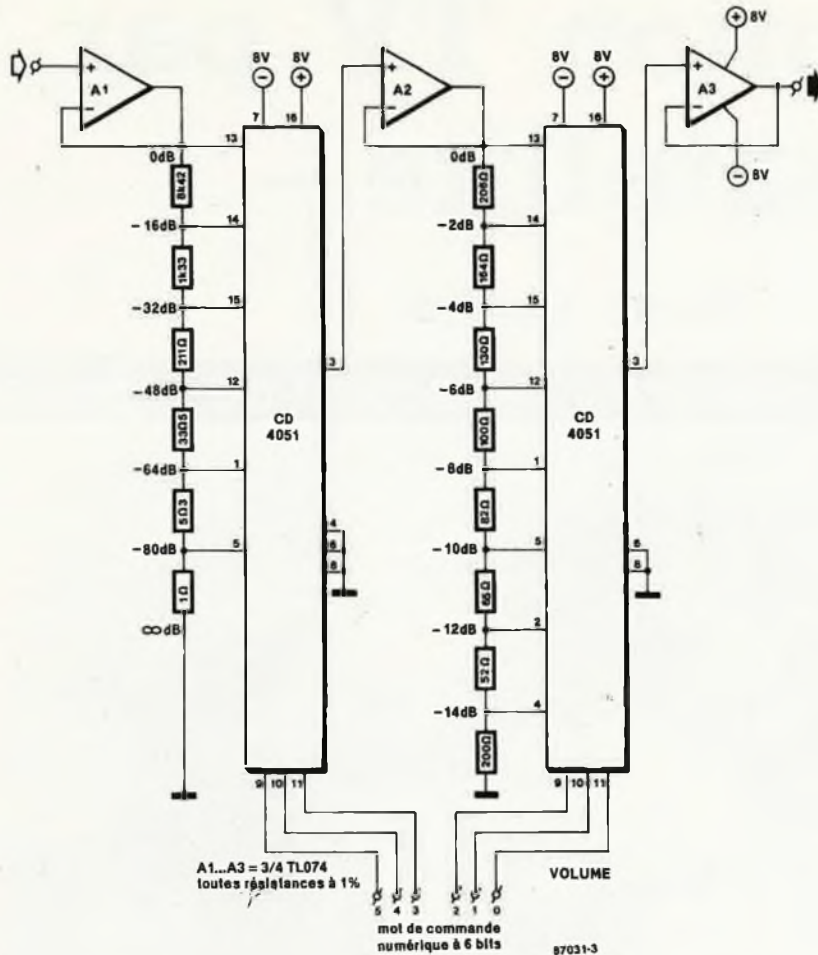 8V
8V
8V
8V
8V
+
A1
−
−
+
+
A2
−
−
+
+
A3
−
+
−
8V
7
16
7
16
0dB
13
0dB
13
8k42
206Ω
-16dB
14
-2dB
14
1k33
164Ω
-32dB
15
-4dB
15
211Ω
130Ω
3
3
-48dB
12
-6dB
12
CD
4051
CD
4051
33Ω5
100Ω
-64dB
1
-8dB
1
5Ω3
82Ω
4
-80dB
5
6
-10dB
5
6
8
8
1Ω
∞dB
-12dB
2
52Ω
-14dB
4
200Ω
9
10
11
9
10
11
A1...A3 = 3/4 TL074
toutes résistances à 1%
VOLUME
5
4
3
2
1
0
mot de commande
numérique à 6 bits
87031-3